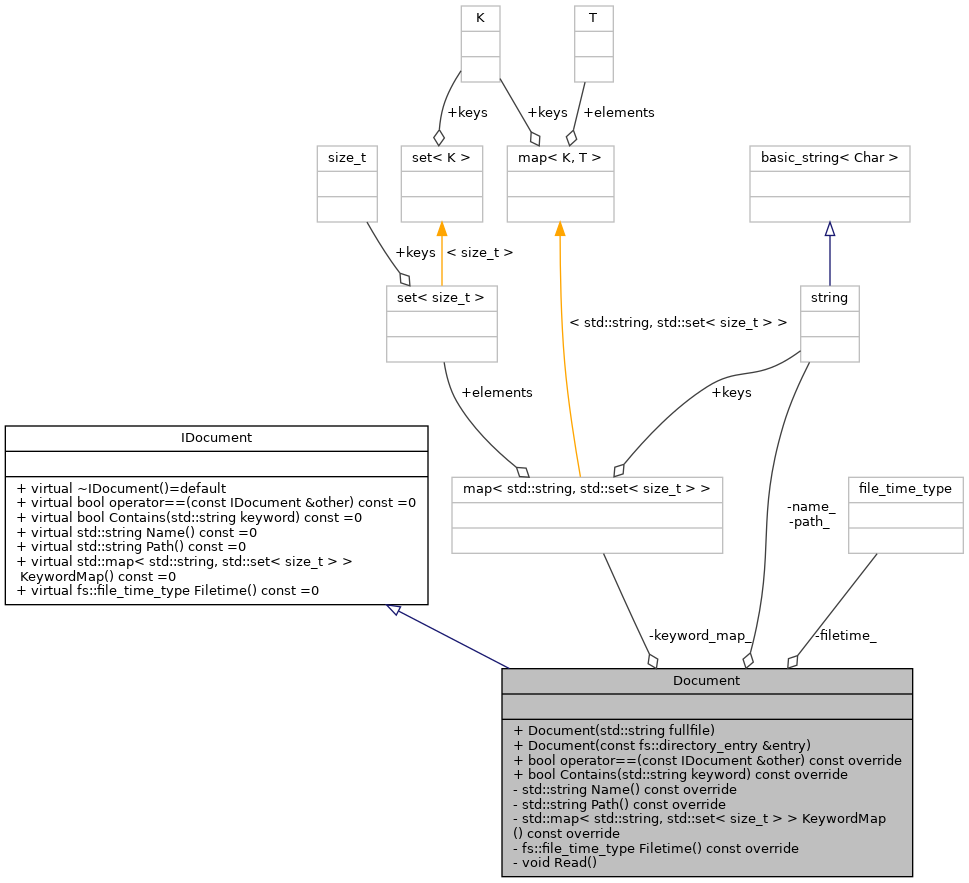 K
T
+keys
+keys
+elements
size_t
set< K >
map< K, T >
basic_string< Char >
+keys
< size_t >
set< size_t >
string
< std::string, std::set< size_t > >
+elements
+keys
IDocument
+ virtual ~IDocument()=default
+ virtual bool operator==(const IDocument &other) const =0
+ virtual bool Contains(std::string keyword) const =0
+ virtual std::string Name() const =0
+ virtual std::string Path() const =0
+ virtual std::map< std::string, std::set< size_t > >
KeywordMap() const =0
+ virtual fs::file_time_type Filetime() const =0
map< std::string, std::set< size_t > >
file_time_type
-name_
-path_
-keyword_map_
-filetime_
Document
+ Document(std::string fullfile)
+ Document(const fs::directory_entry &entry)
+ bool operator==(const IDocument &other) const override
+ bool Contains(std::string keyword) const override
- std::string Name() const override
- std::string Path() const override
- std::map< std::string, std::set< size_t > > KeywordMap
() const override
- fs::file_time_type Filetime() const override
- void Read()